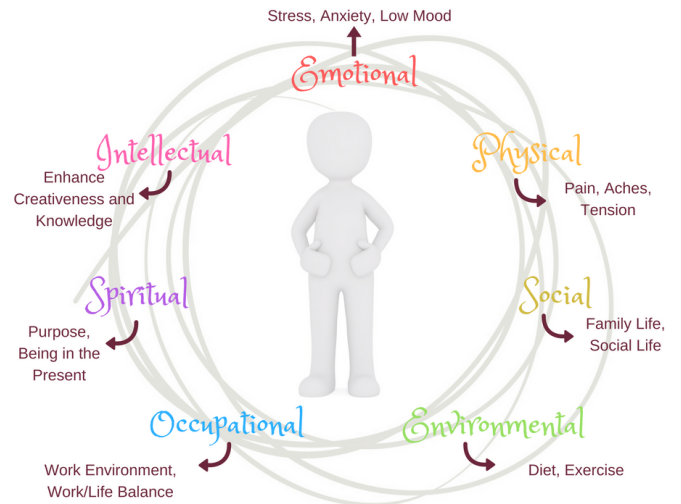 Stress, Anxiety, Low Mood
Emotional
Intellectual
Enhance
Creativeness and
Knowledge
Physical
Pain, Aches,
Tension
Spiritual
Purpose,
Being in the
Present
Social
Family Life,
Social Life
Occupational
Work Environment,
Work/Life Balance
Environmental
Diet, Exercise